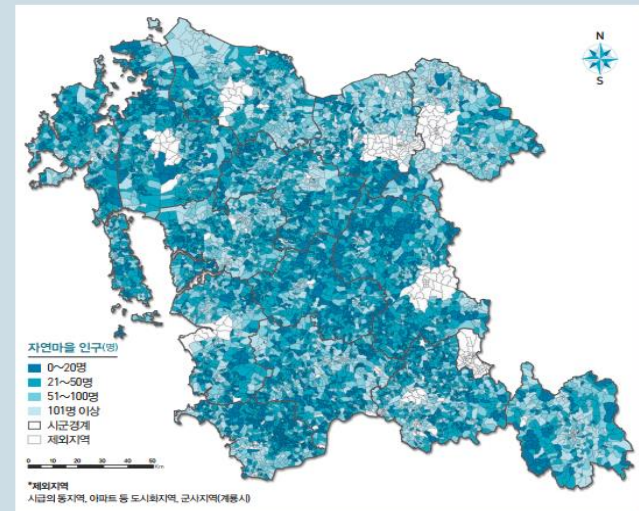 N
S
자연마을 인구(명)
0~20명
21~50명
51~100명
101명 이상
시군경계
제외지역
0 10 20 30 40 50
Km
*제외지역
시급의 동지역, 아파트 등 도시화지역, 군사지역(계룡시)